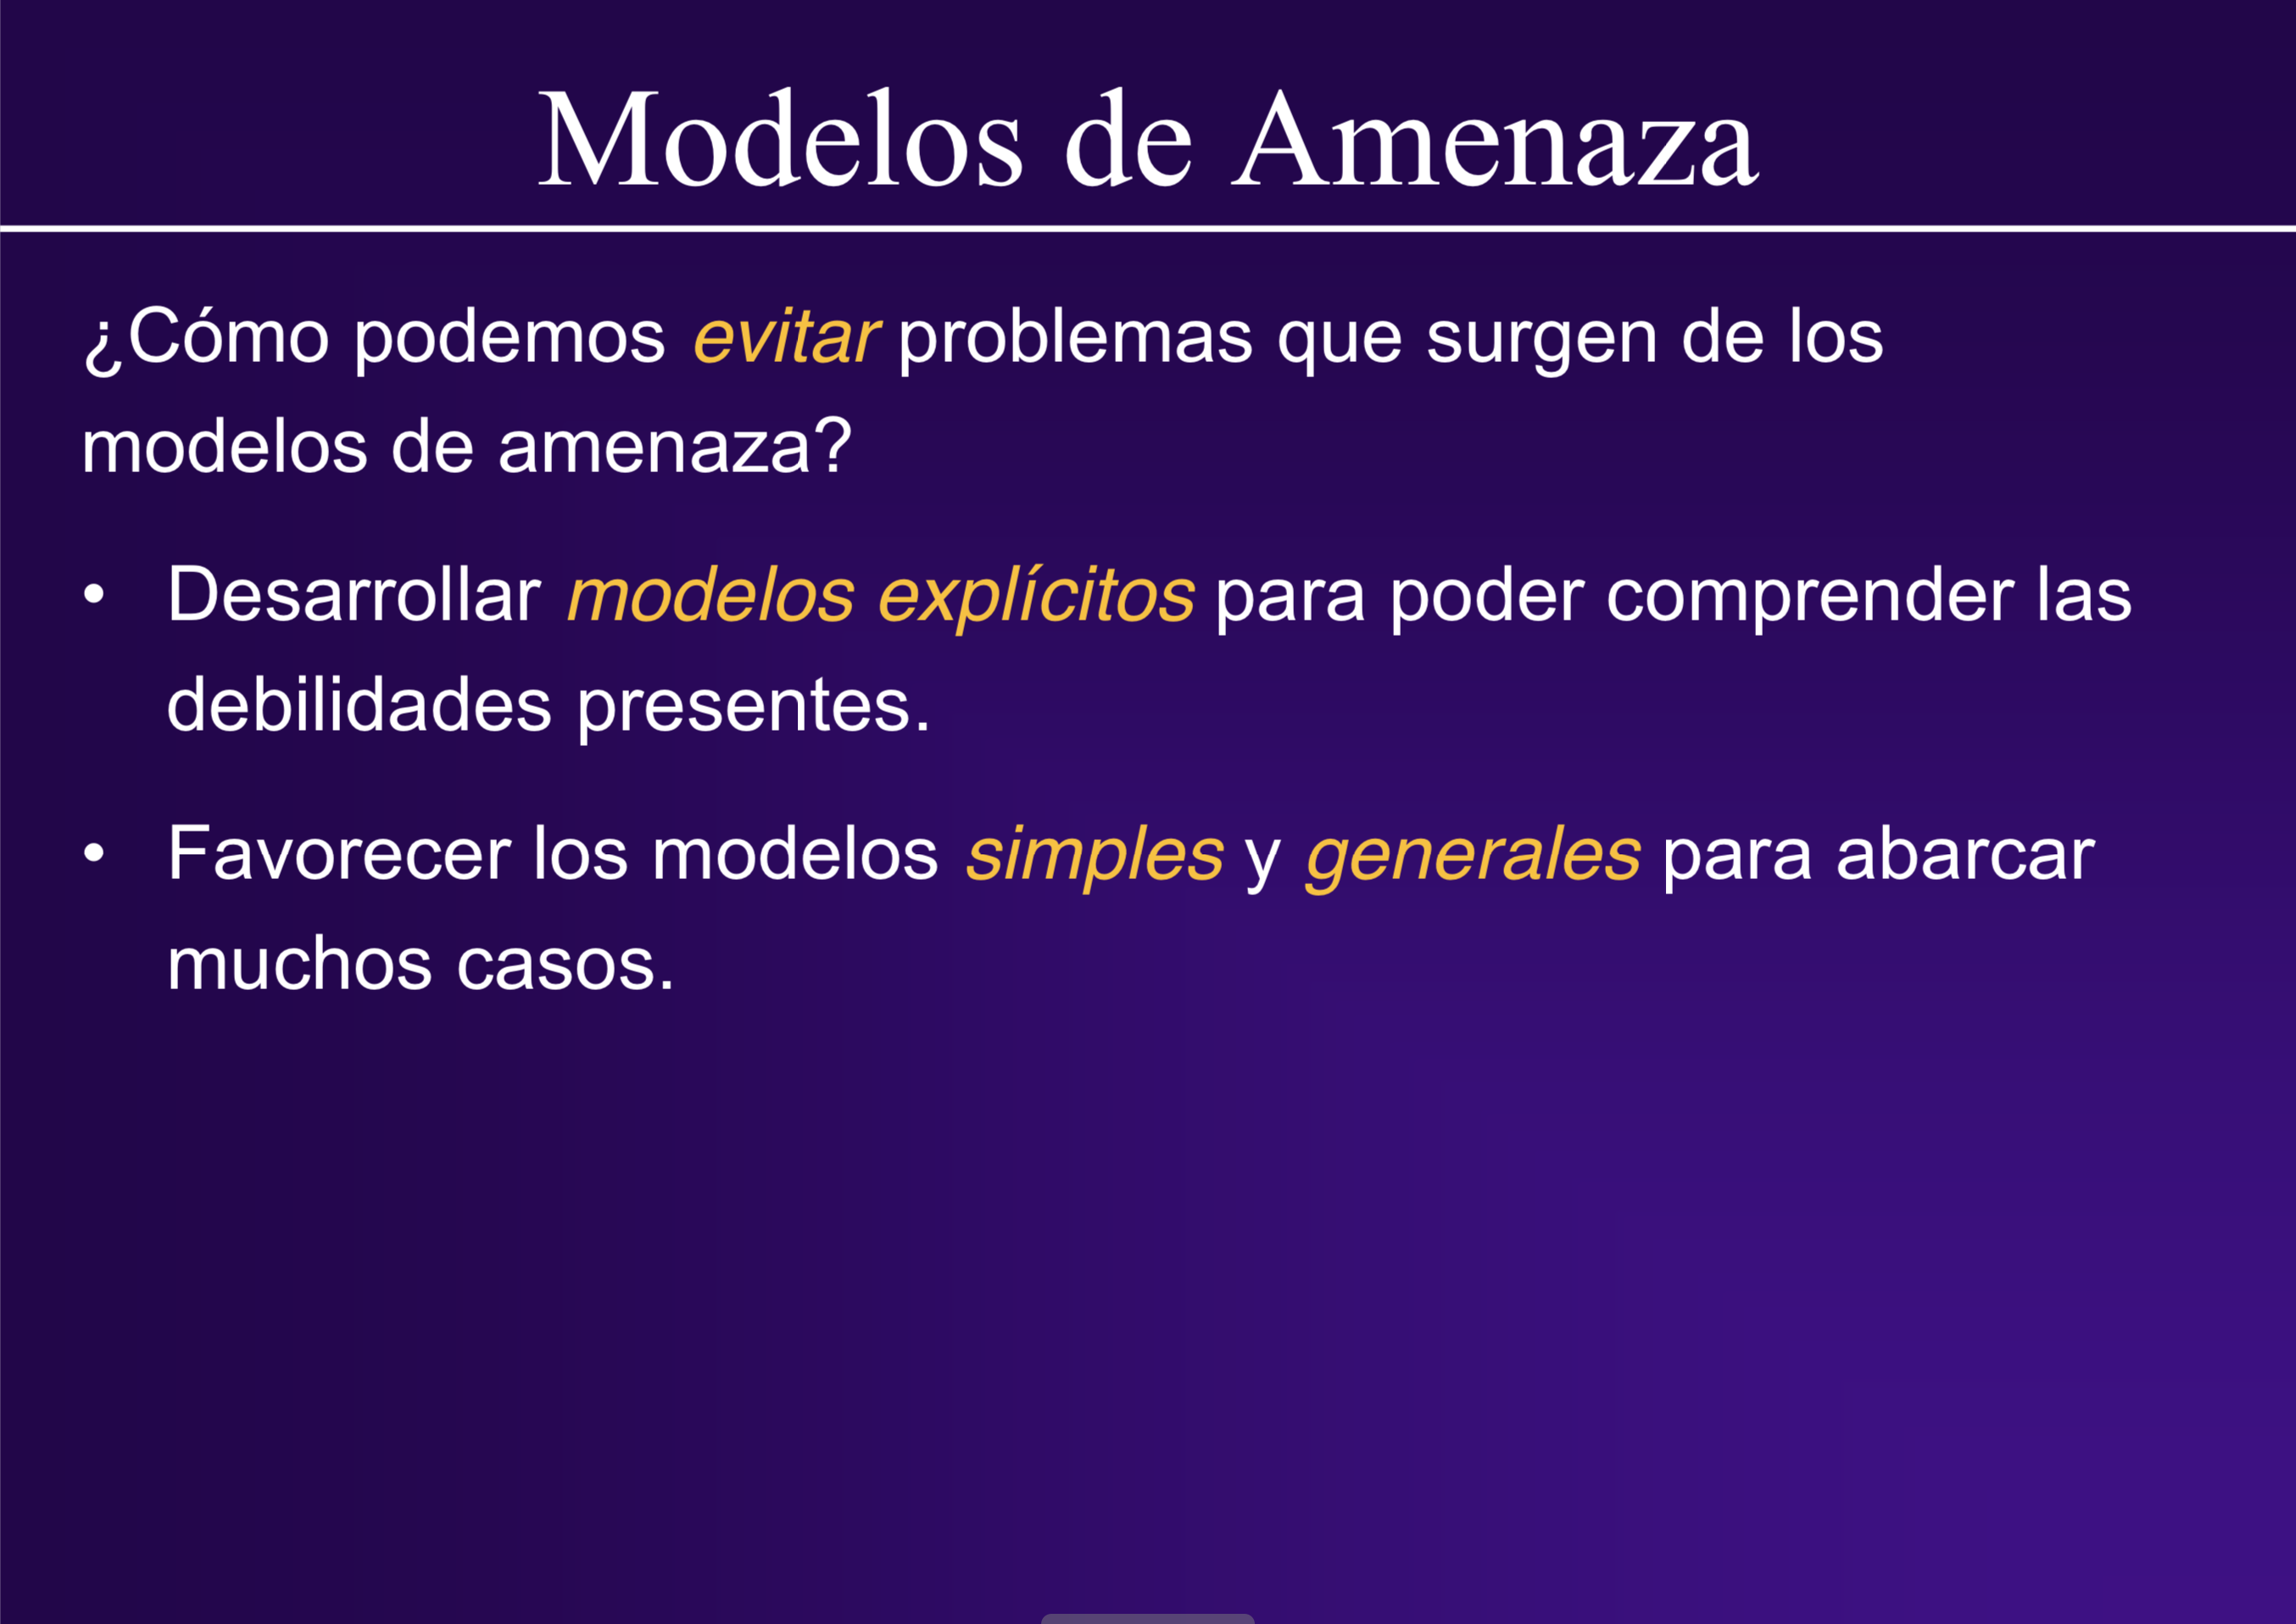 Modelos de Amenaza
¿Cómo podemos evitar problemas que surgen de los
modelos de amenaza?
• Desarrollar modelos explícitos para poder comprender las
debilidades presentes.
• Favorecer los modelos simples y generales para abarcar
muchos casos.